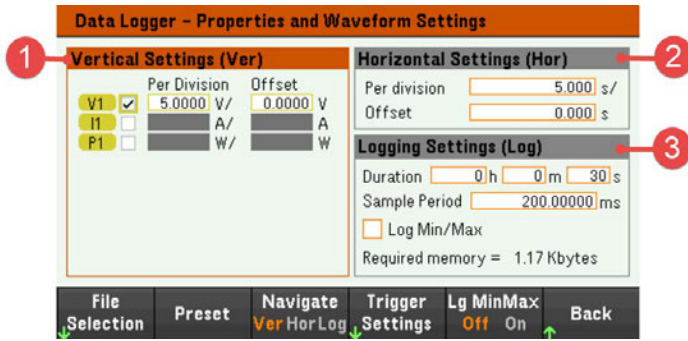 Data Logger - Properties and Waveform Settings
1
Vertical Settings (Ver)
Per Division Offset
V1 5.0000 V/ 0.0000 V
I1 A/ A
P1 W/ W
Horizontal Settings (Hor)
2
Per division 5.000 s/
Offset 0.000 s
Logging Settings (Log)
3
Duration 0 h 0 m 30 s
Sample Period 200.00000 ms
Log Min/Max
Required memory = 1.17 Kbytes
File Selection
Preset
Navigate
Ver Hor Log
Trigger Settings
Lg MinMax
Off On
Back